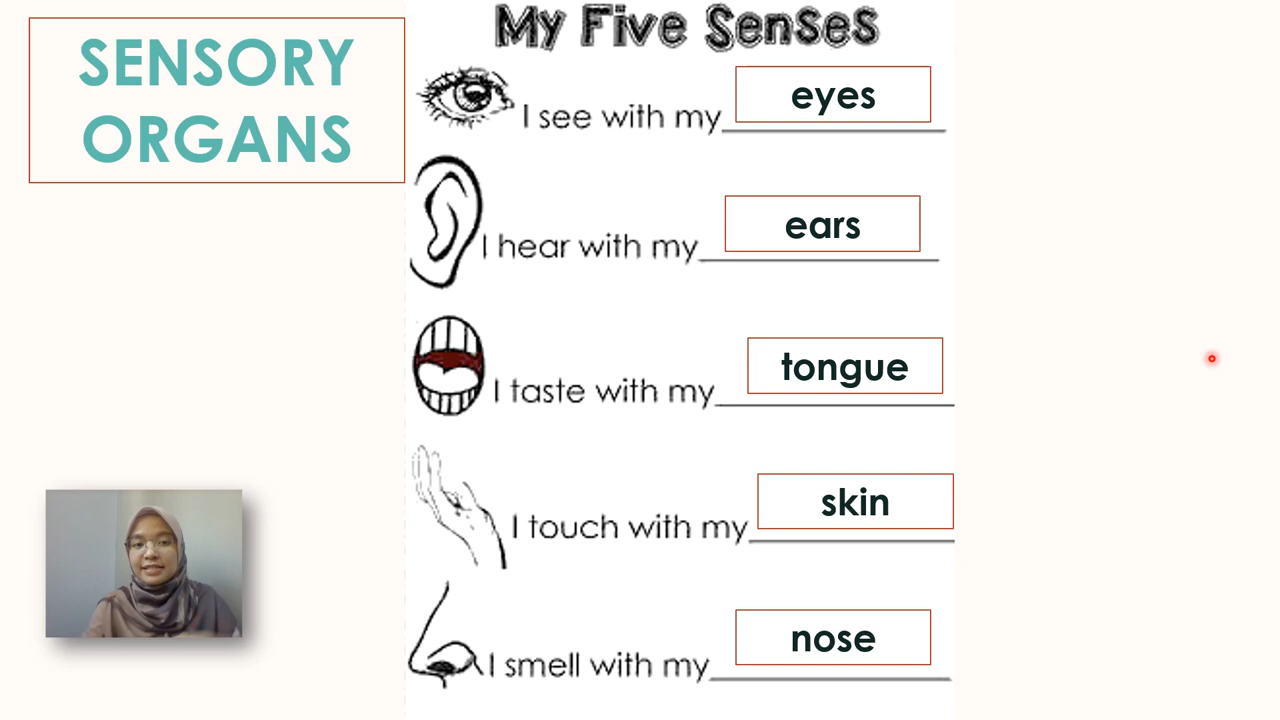 SENSORY
ORGANS
My Five Senses
I see with my eyes
I hear with my ears
I taste with my tongue
I touch with my skin
I smell with my nose